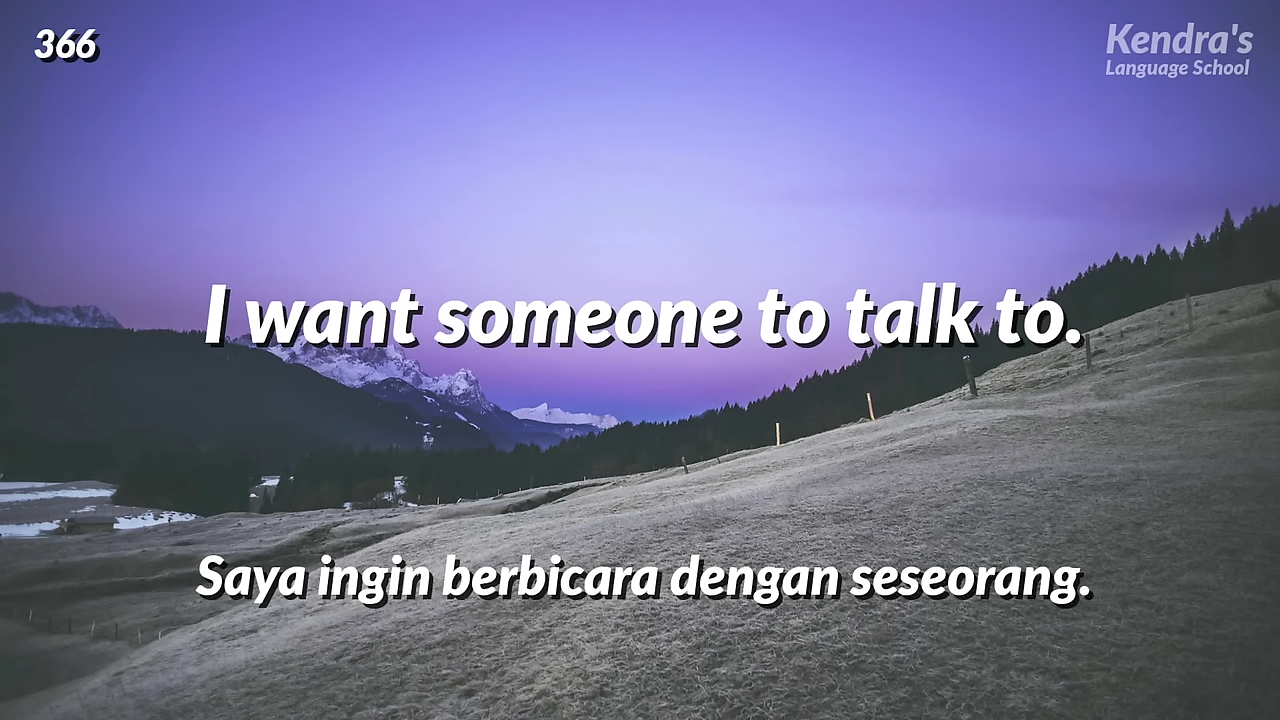 366
Kendra's
Language School
I want someone to talk to.
Saya ingin berbicara dengan seseorang.